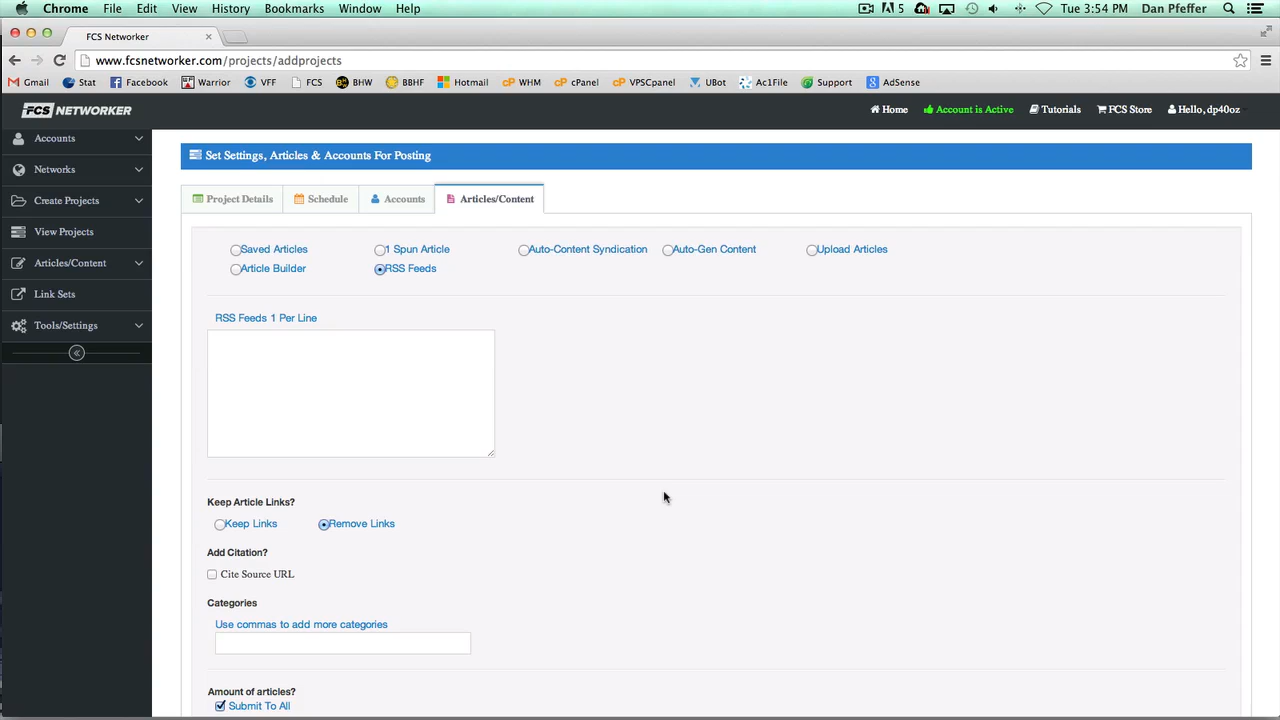 Chrome File Edit View History Bookmarks Window Help 5 Tue 3:54 PM Dan Pfeffer
FCS Networker
www.fcsnetworker.com/projects/addprojects
Gmail Stat Facebook Warrior VFF FCS BHW BBHF Hotmail cP WHM cP cPanel cP VPSCpanel UBot Ac1File Support AdSense
FCS NETWORKER Home Account is Active Tutorials FCS Store Hello, dp40oz
Accounts
Networks
Create Projects
View Projects
Articles/Content
Link Sets
Tools/Settings
Set Settings, Articles & Accounts For Posting
Project Details Schedule Accounts Articles/Content
Saved Articles 1 Spun Article Auto-Content Syndication Auto-Gen Content Upload Articles
Article Builder RSS Feeds
RSS Feeds 1 Per Line
Keep Article Links?
Keep Links Remove Links
Add Citation?
Cite Source URL
Categories
Use commas to add more categories
Amount of articles?
Submit To All